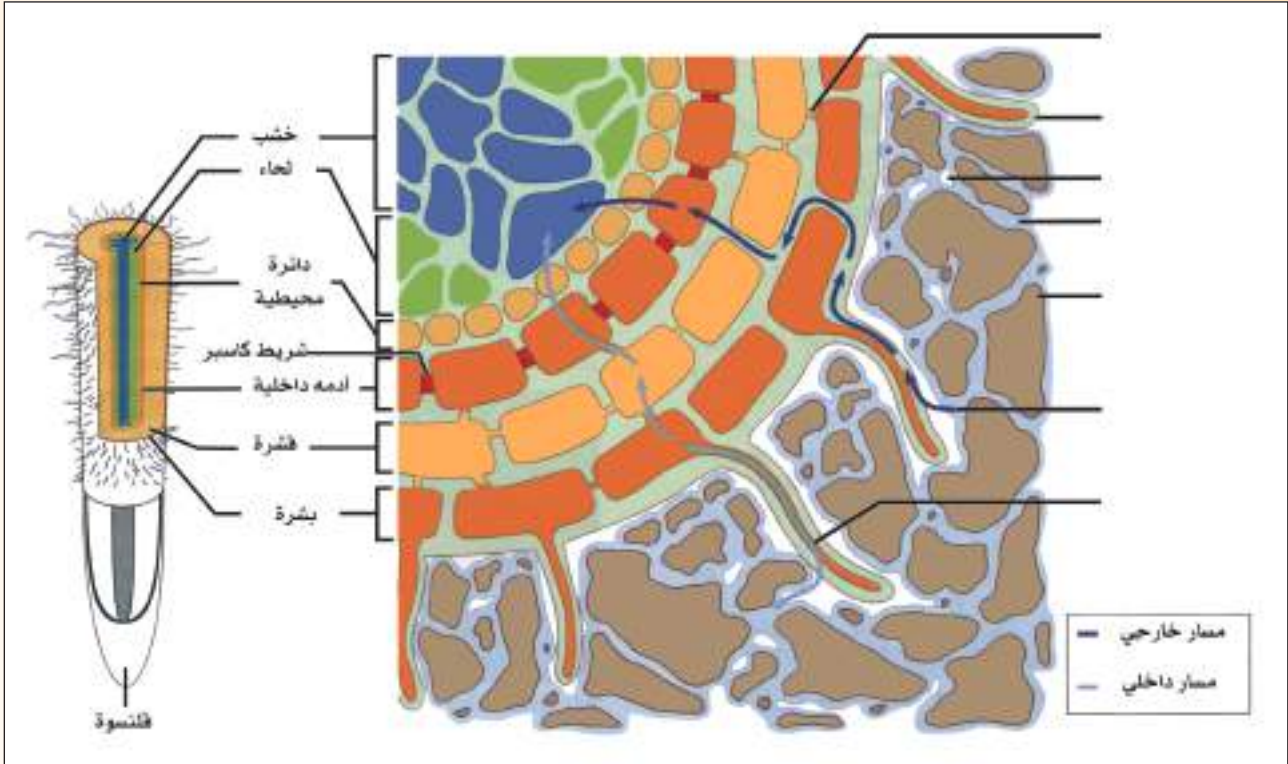 خشب
لحاء
دائرة
محيطية
شريط كاسبر
أدمه داخلية
قشرة
بشرة
قلنسوة
مسار خارجي
مسار داخلي